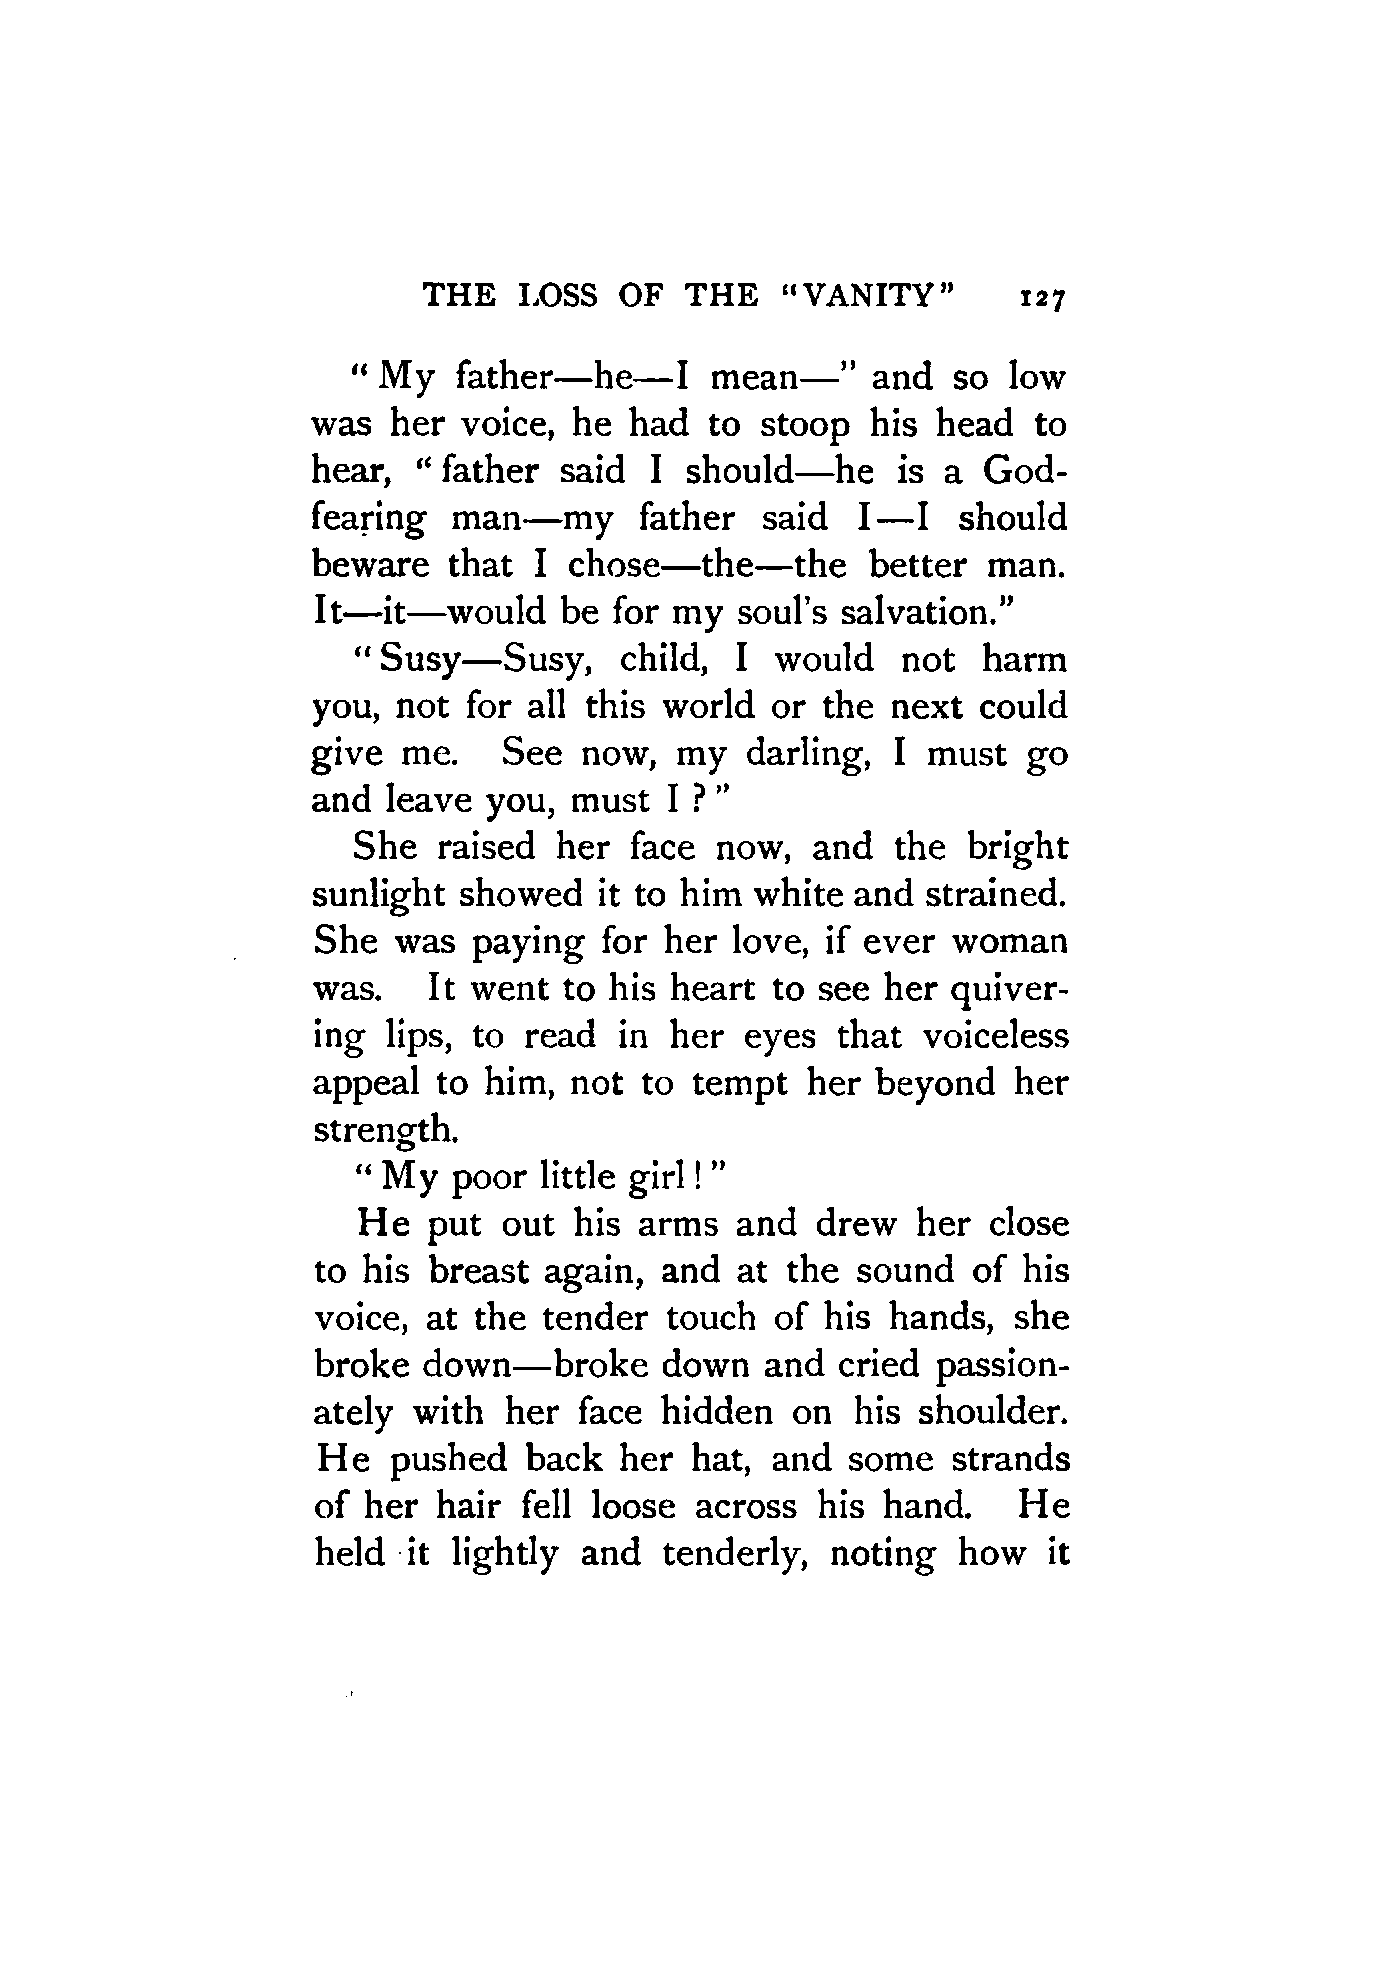 THE LOSS OF THE "VANITY" 127
"My father—he—I mean—" and so low
was her voice, he had to stoop his head to
hear, "father said I should—he is a God-
fearing man—my father said I—I should
beware that I chose—the—the better man.
It—it—would be for my soul's salvation."
"Susy—Susy, child, I would not harm
you, not for all this world or the next could
give me. See now, my darling, I must go
and leave you, must I?"
She raised her face now, and the bright
sunlight showed it to him white and strained.
She was paying for her love, if ever woman
was. It went to his heart to see her quiver-
ing lips, to read in her eyes that voiceless
appeal to him, not to tempt her beyond her
strength.
"My poor little girl!"
He put out his arms and drew her close
to his breast again, and at the sound of his
voice, at the tender touch of his hands, she
broke down—broke down and cried passion-
ately with her face hidden on his shoulder.
He pushed back her hat, and some strands
of her hair fell loose across his hand. He
held it lightly and tenderly, noting how it